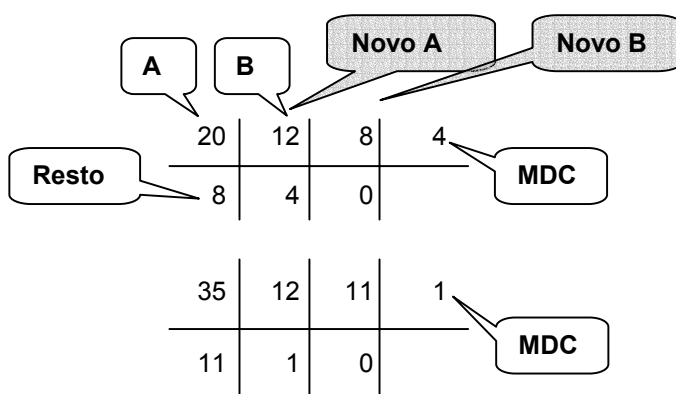 Novo A
Novo B
A
B
20 12 8 4
Resto
MDC
8 4 0
35 12 11 1
MDC
11 1 0